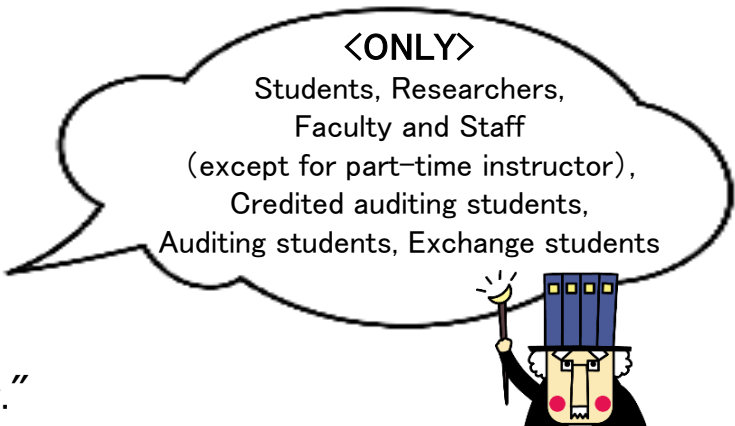 <ONLY>
Students, Researchers,
Faculty and Staff
（except for part-time instructor）,
Credited auditing students,
Auditing students, Exchange students
."